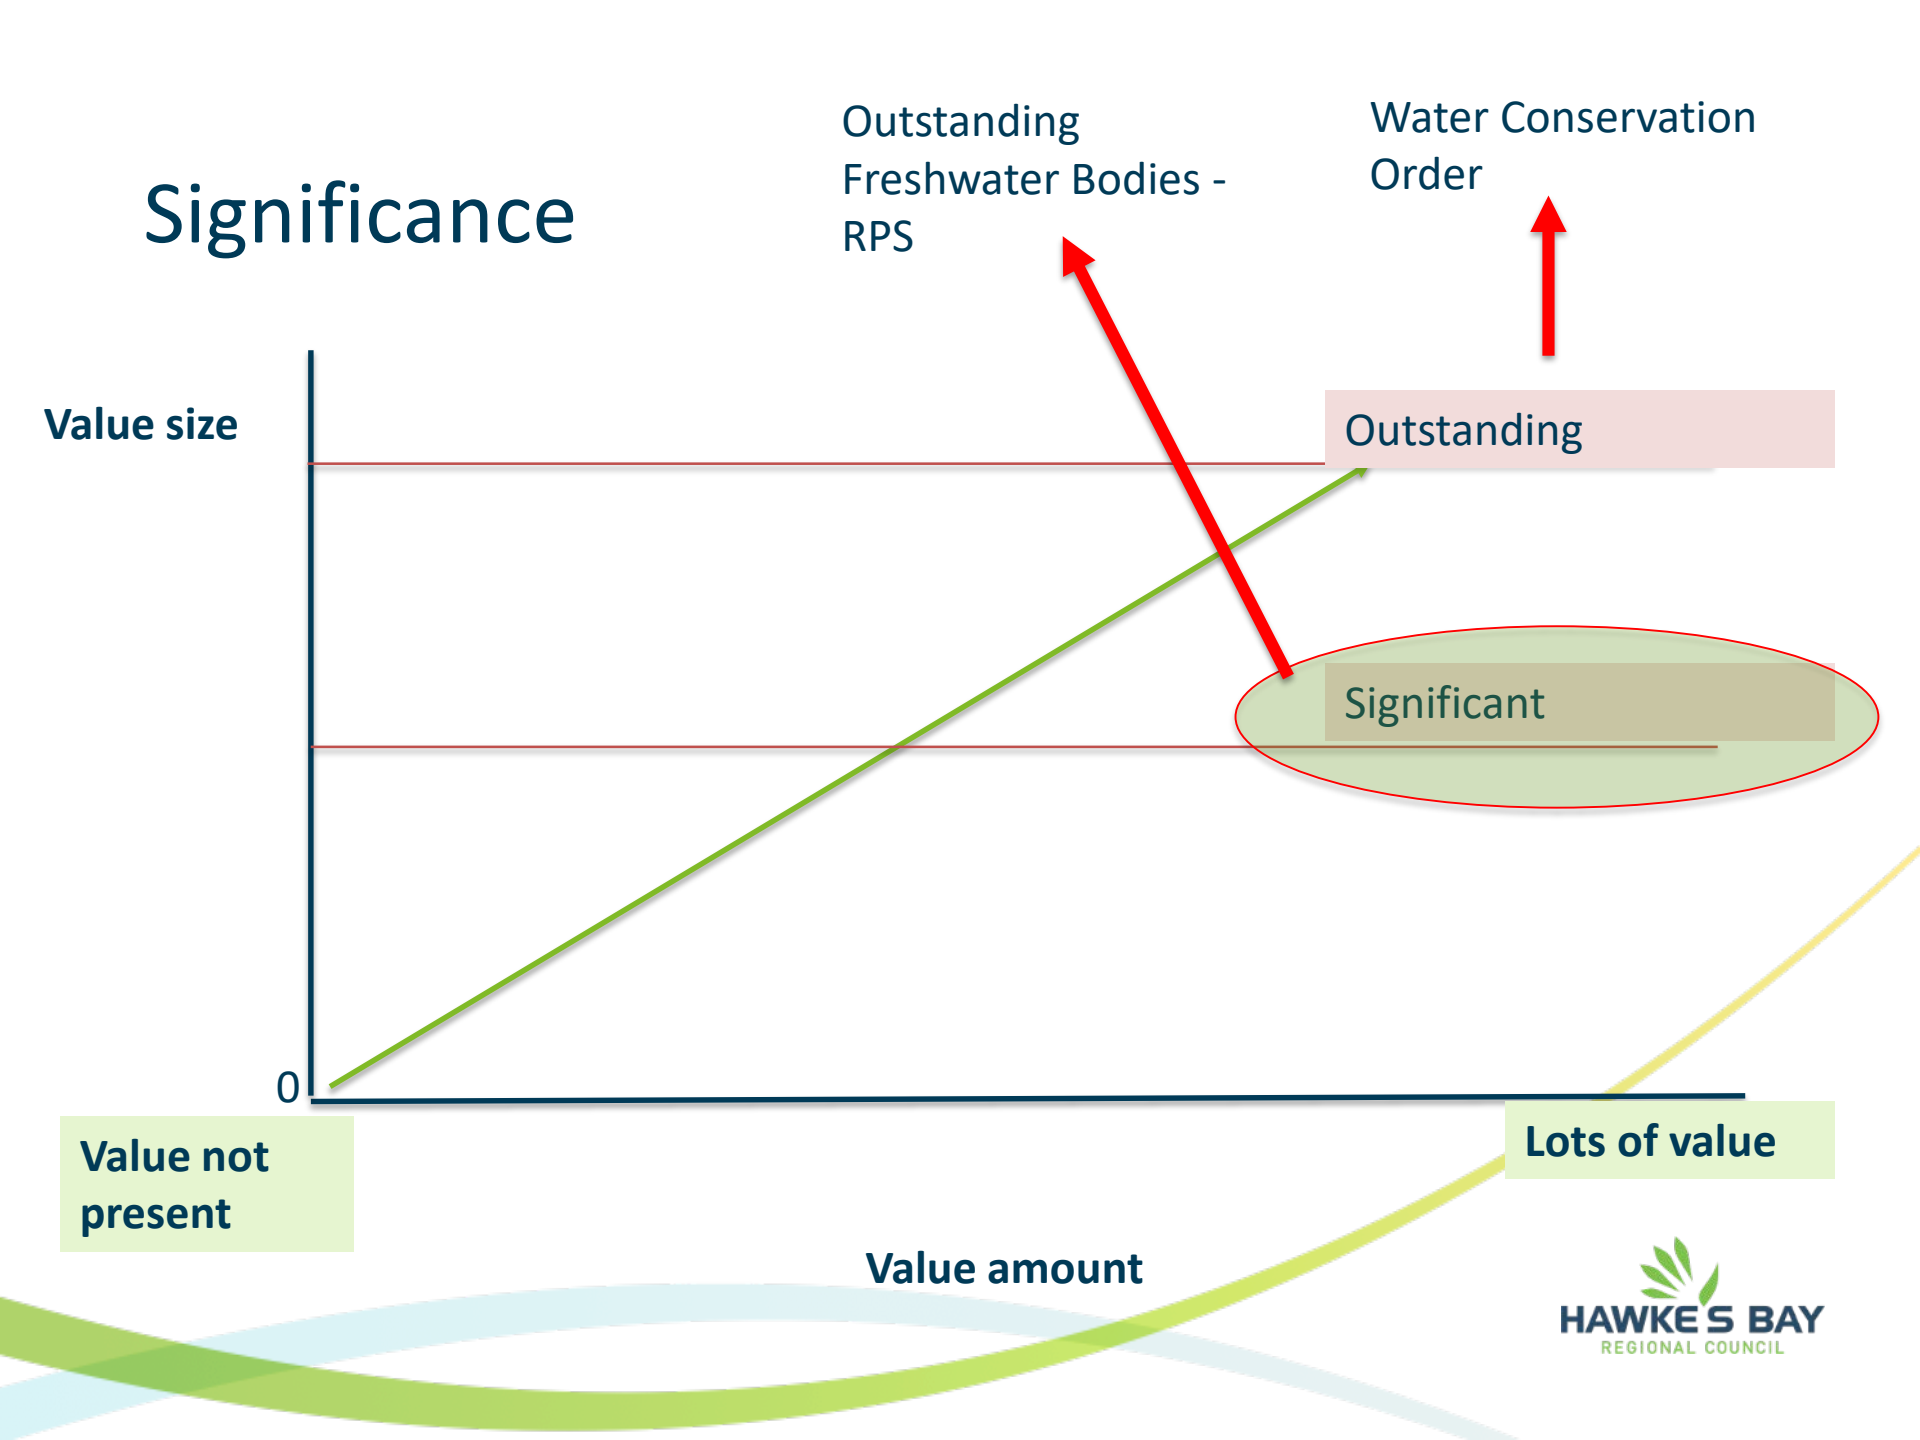 Significance
Outstanding
Freshwater Bodies -
RPS
Water Conservation
Order
Value size
Outstanding
Significant
0
Value not
present
Lots of value
Value amount
HAWKE'S BAY
REGIONAL COUNCIL